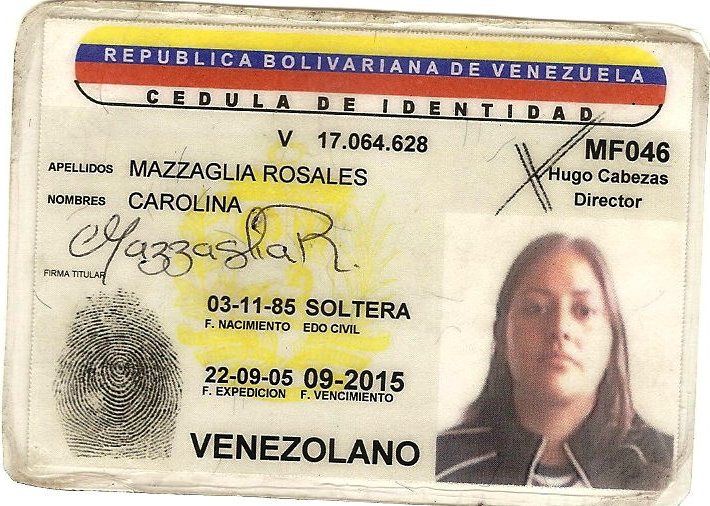 REPUBLICA BOLIVARIANA DE VENEZUELA
CEDULA DE IDENTIDAD
V 17.064.628
MF046
Hugo Cabezas
Director
APELLIDOS MAZZAGLIA ROSALES
NOMBRES CAROLINA
Mazzaglia R.
FIRMA TITULAR
03-11-85 SOLTERA
F. NACIMIENTO EDO CIVIL
22-09-05 09-2015
F. EXPEDICION F. VENCIMIENTO
VENEZOLANO